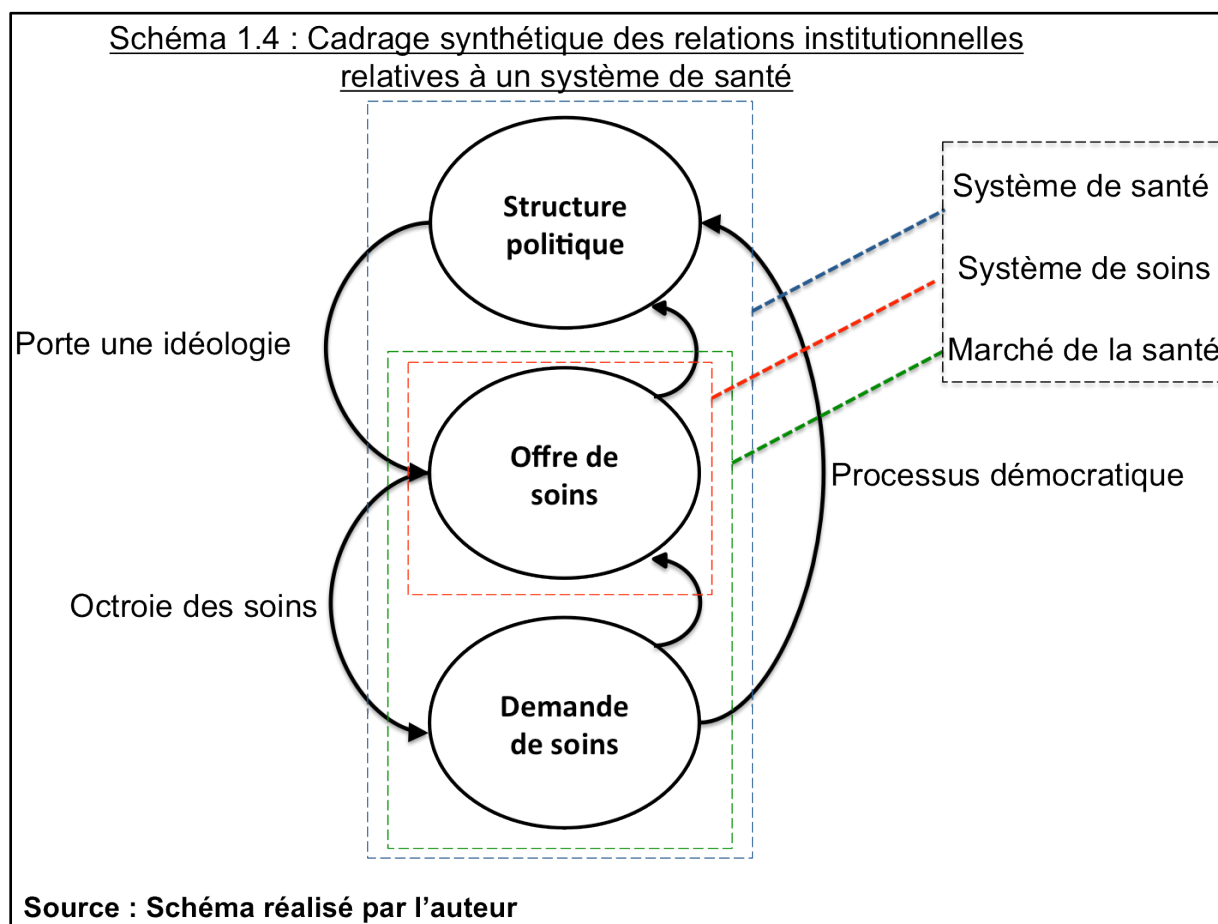 Schéma 1.4 : Cadrage synthétique des relations institutionnelles
relatives à un système de santé
Structure
politique
Système de santé
Système de soins
Marché de la santé
Porte une idéologie
Offre de
soins
Processus démocratique
Octroie des soins
Demande
de soins
Source : Schéma réalisé par l'auteur